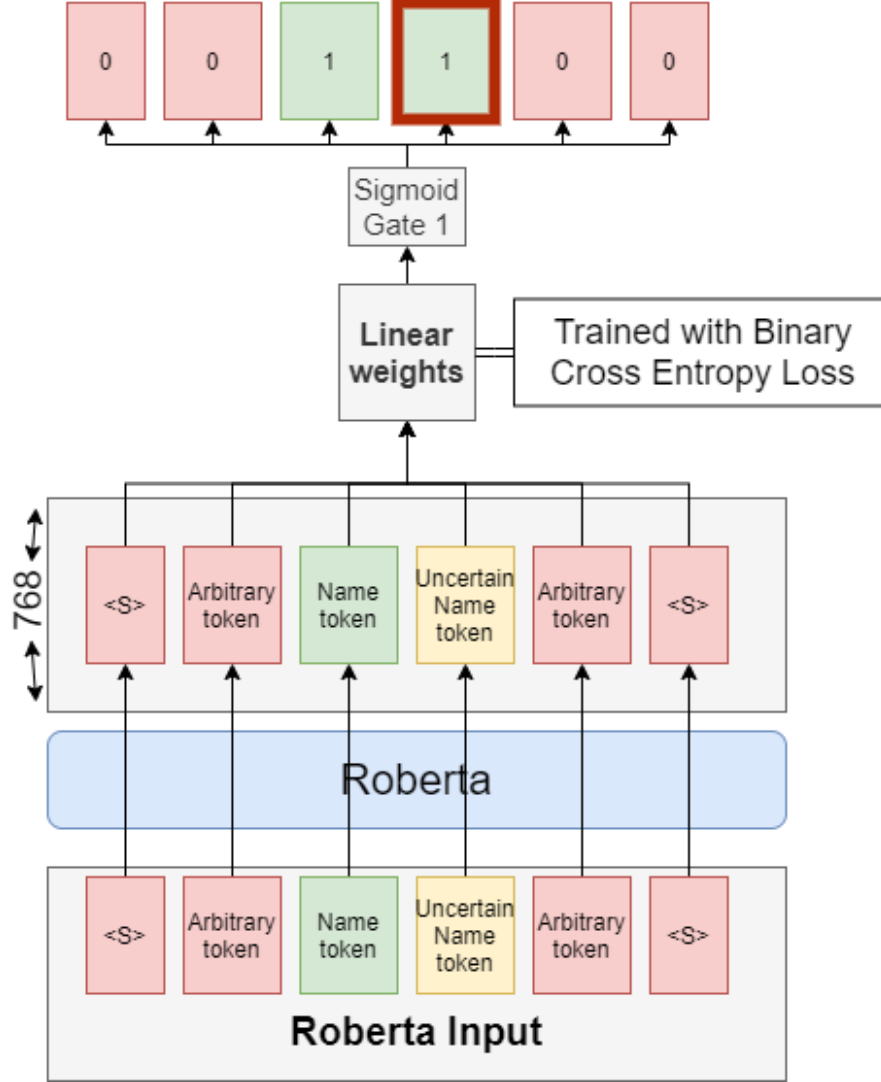 0 0 1 1 0 0
Sigmoid
Gate 1
Linear
weights
Trained with Binary
Cross Entropy Loss
768
<S>
Arbitrary
token
Name
token
Uncertain
Name
token
Arbitrary
token
<S>
Roberta
<S>
Arbitrary
token
Name
token
Uncertain
Name
token
Arbitrary
token
<S>
Roberta Input